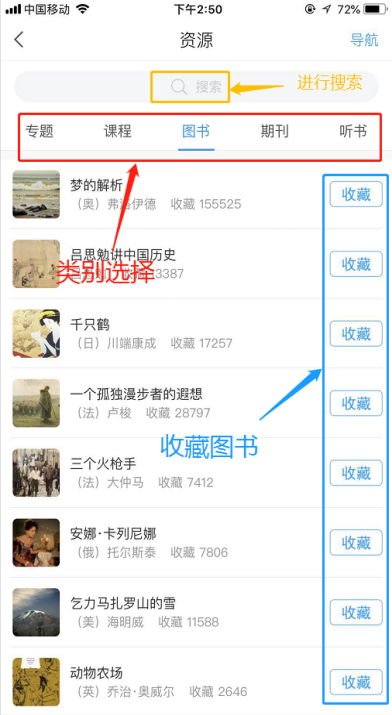 中国移动 下午2:50 72%
资源 导航
搜索 进行搜索
专题 课程 图书 期刊 听书
梦的解析
（奥）弗洛伊德 收藏 155525 收藏
吕思勉讲中国历史
收藏
类别选择
千只鹤
（日）川端康成 收藏 17257 收藏
一个孤独漫步者的遐想
（法）卢梭 收藏 28797 收藏
收藏图书
三个火枪手
（法）大仲马 收藏 7412 收藏
安娜·卡列尼娜
（俄）托尔斯泰 收藏 7806 收藏
乞力马扎罗山的雪
（美）海明威 收藏 11588 收藏
动物农场
（英）乔治·奥威尔 收藏 2646 收藏